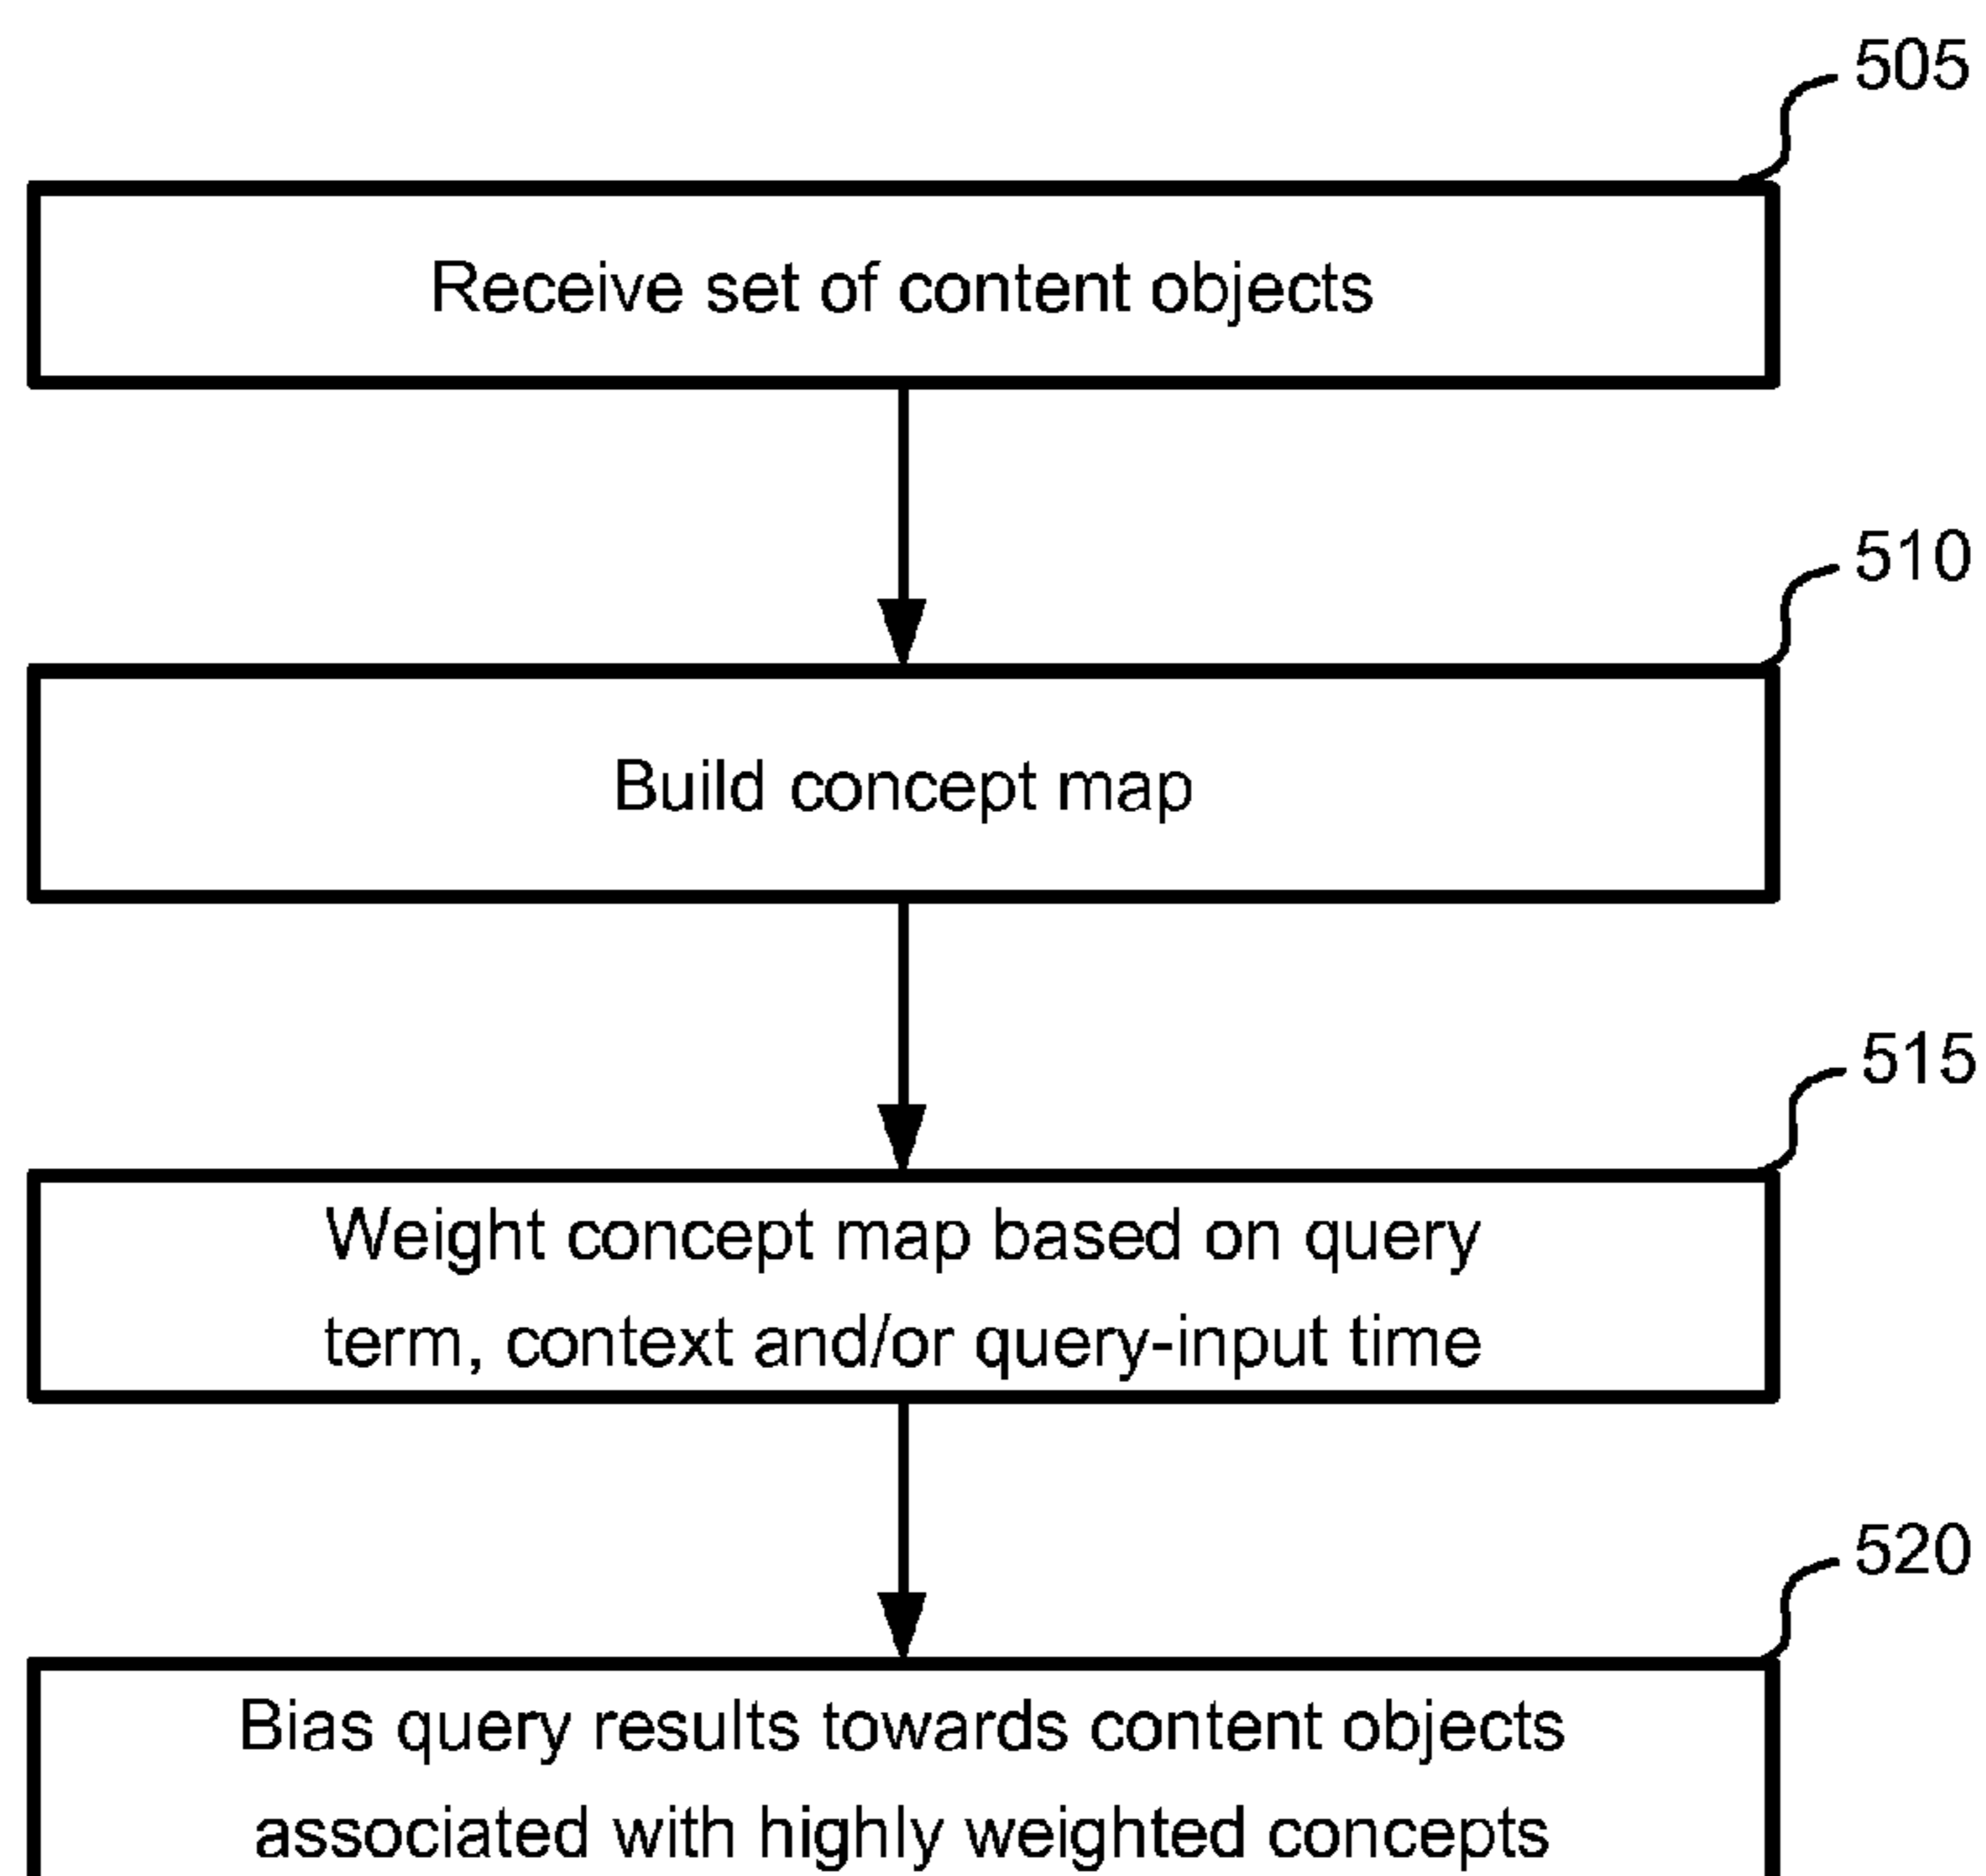 505
Receive set of content objects
510
Build concept map
515
Weight concept map based on query
term, context and/or query-input time
520
Bias query results towards content objects
associated with highly weighted concepts